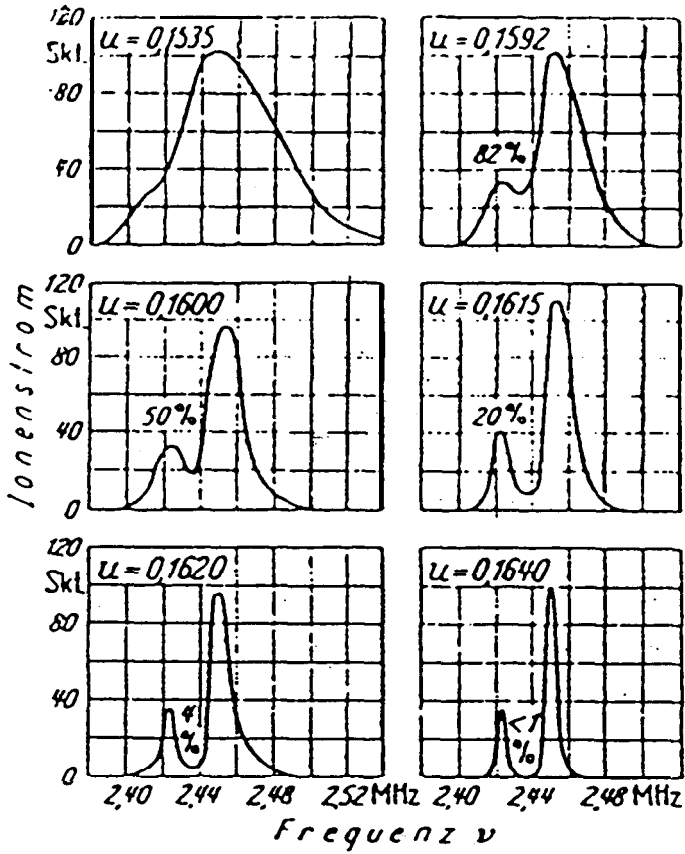 120
Skl.
80
40
0
u = 0,1535
u = 0,1592
82%
120
Skl.
80
40
0
u = 0,1600
50%
u = 0,1615
20%
120
Skl.
80
40
0
u = 0,1620
4
%
u = 0,1640
<1
%
2,40 2,44 2,48 2,52 MHz
2,40 2,44 2,48 MHz
Ionenstrom
Frequenz ν